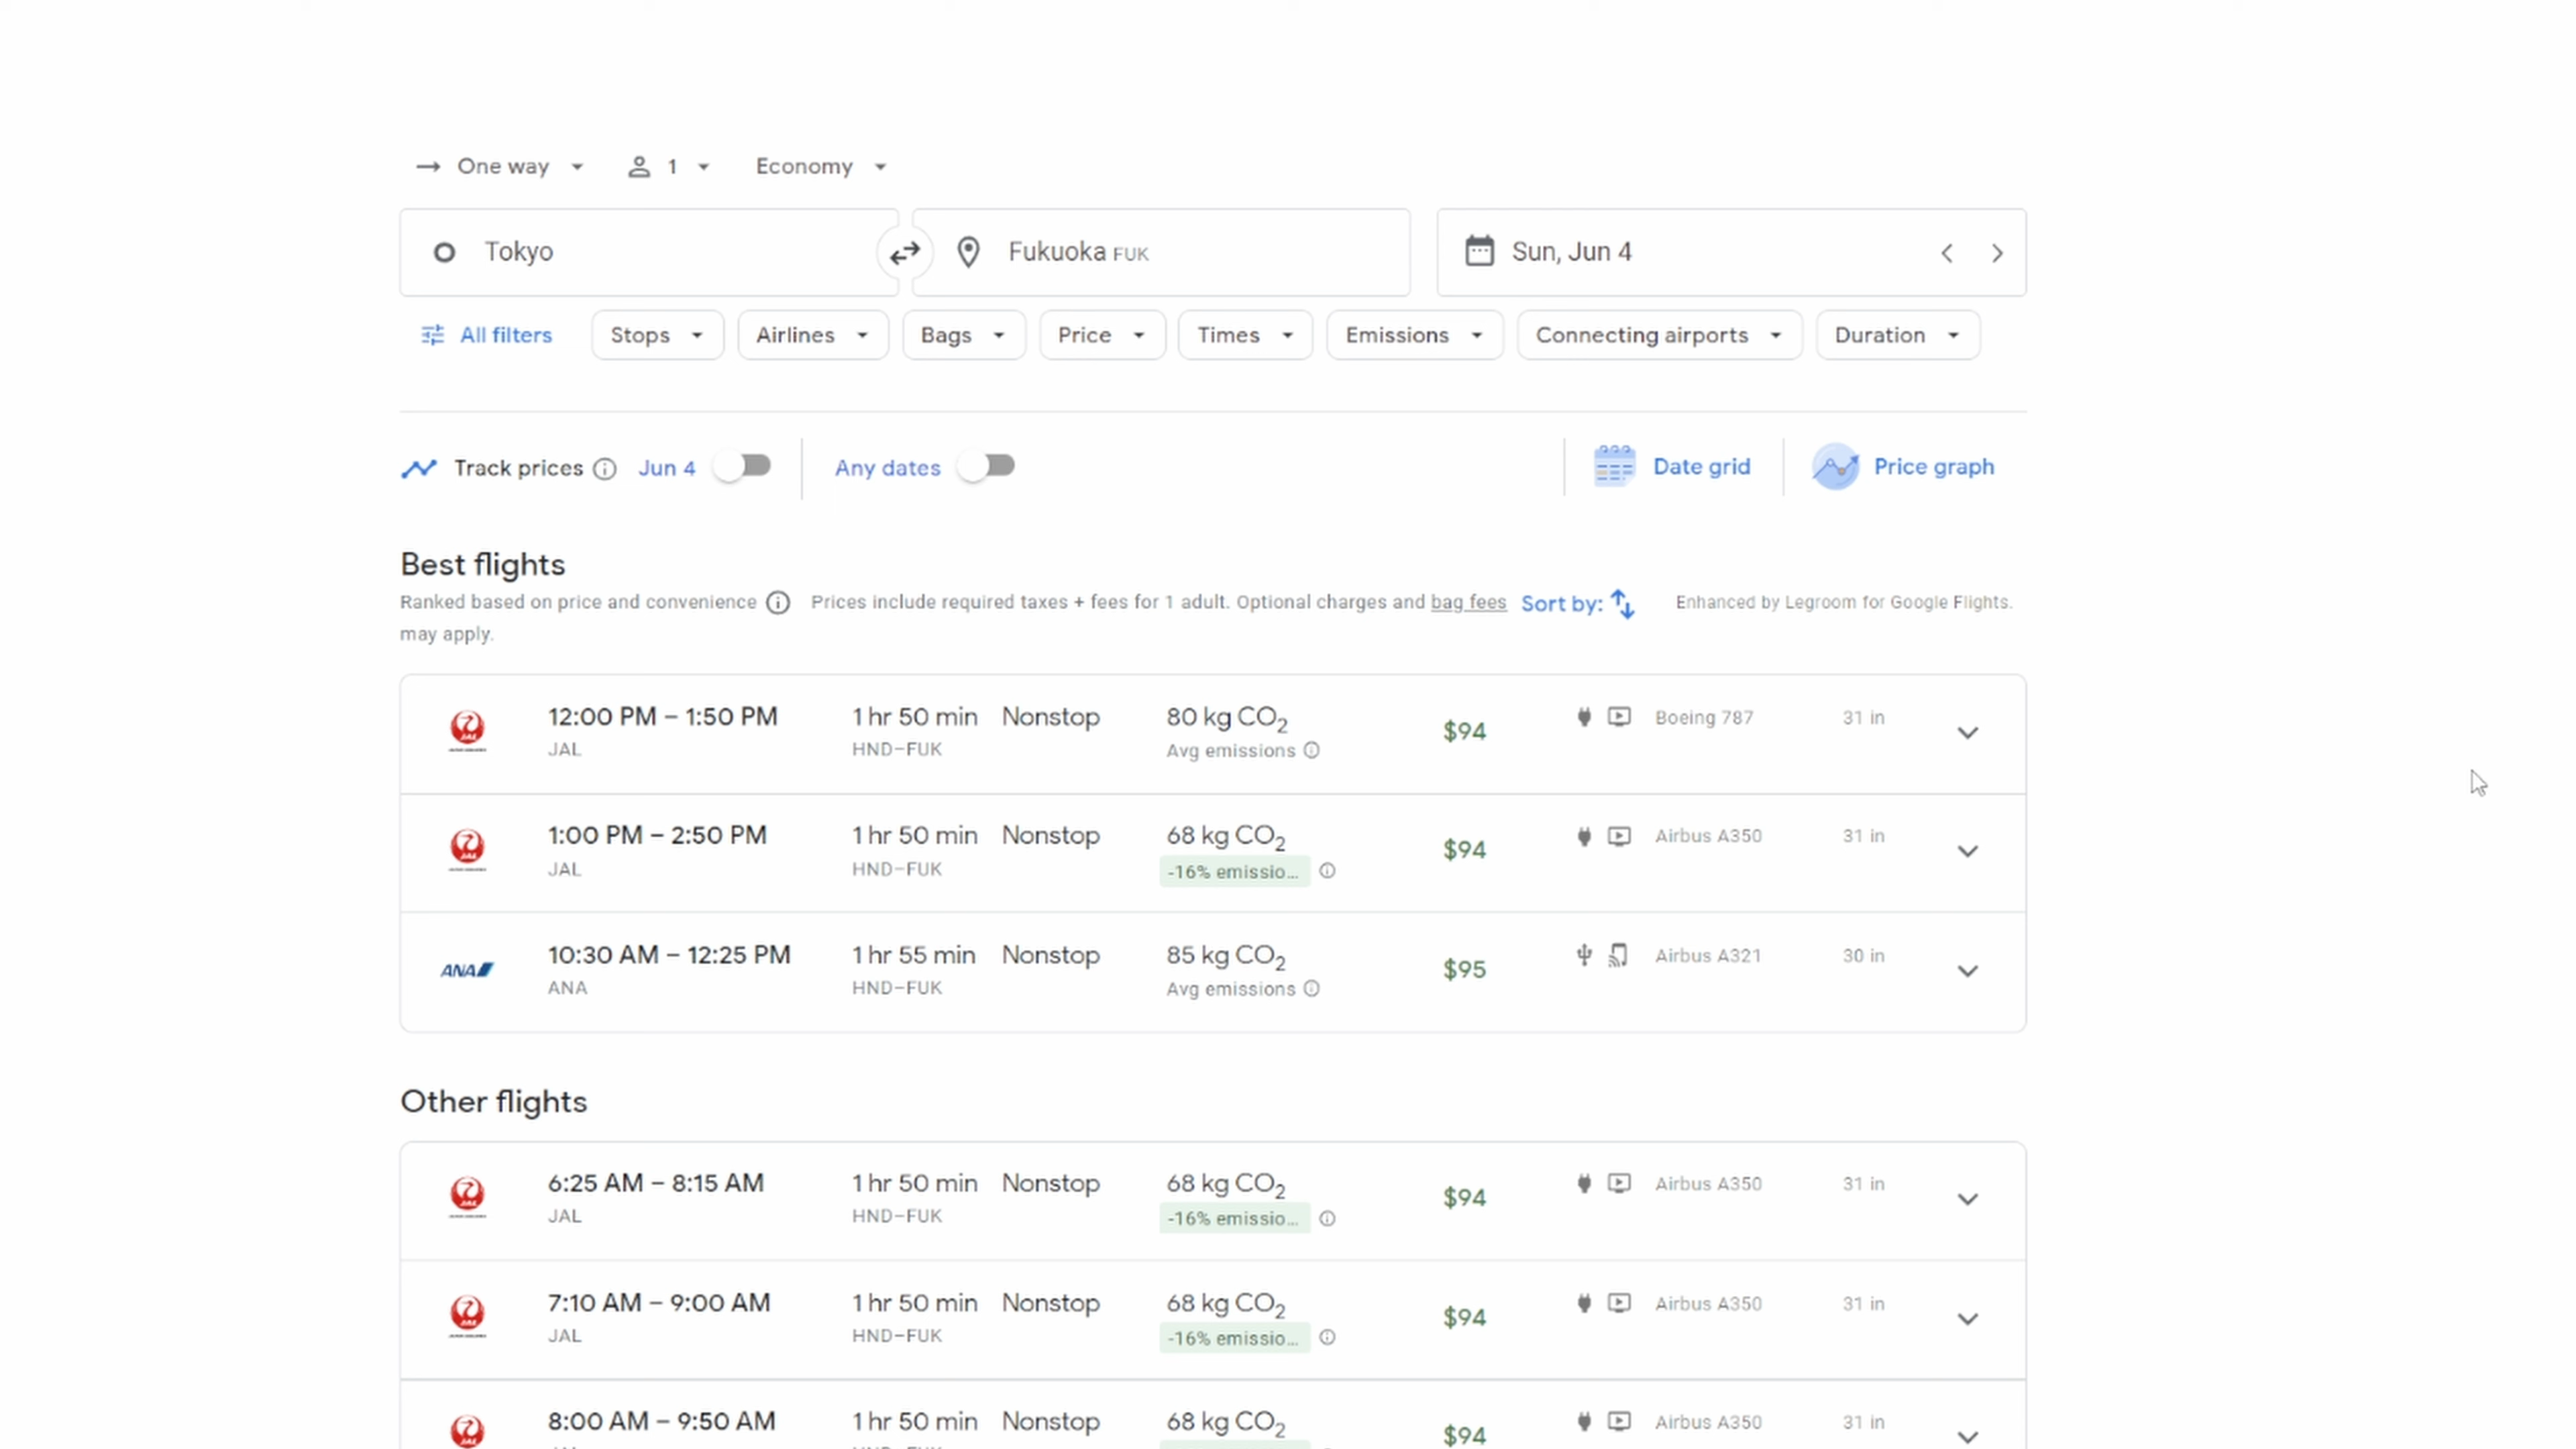 One way 1 Economy
Tokyo Fukuoka FUK Sun, Jun 4
All filters Stops Airlines Bags Price Times Emissions Connecting airports Duration
Track prices Jun 4 Any dates Date grid Price graph
Best flights
Ranked based on price and convenience Prices include required taxes + fees for 1 adult. Optional charges and bag fees Sort by: Enhanced by Legroom for Google Flights.
may apply.
12:00 PM – 1:50 PM 1 hr 50 min Nonstop 80 kg CO2 $94 Boeing 787 31 in
JAL HND–FUK Avg emissions
1:00 PM – 2:50 PM 1 hr 50 min Nonstop 68 kg CO2 $94 Airbus A350 31 in
JAL HND–FUK -16% emissio...
ANA 10:30 AM – 12:25 PM 1 hr 55 min Nonstop 85 kg CO2 $95 Airbus A321 30 in
ANA HND–FUK Avg emissions
Other flights
6:25 AM – 8:15 AM 1 hr 50 min Nonstop 68 kg CO2 $94 Airbus A350 31 in
JAL HND–FUK -16% emissio...
7:10 AM – 9:00 AM 1 hr 50 min Nonstop 68 kg CO2 $94 Airbus A350 31 in
JAL HND–FUK -16% emissio...
8:00 AM – 9:50 AM 1 hr 50 min Nonstop 68 kg CO2 $94 Airbus A350 31 in